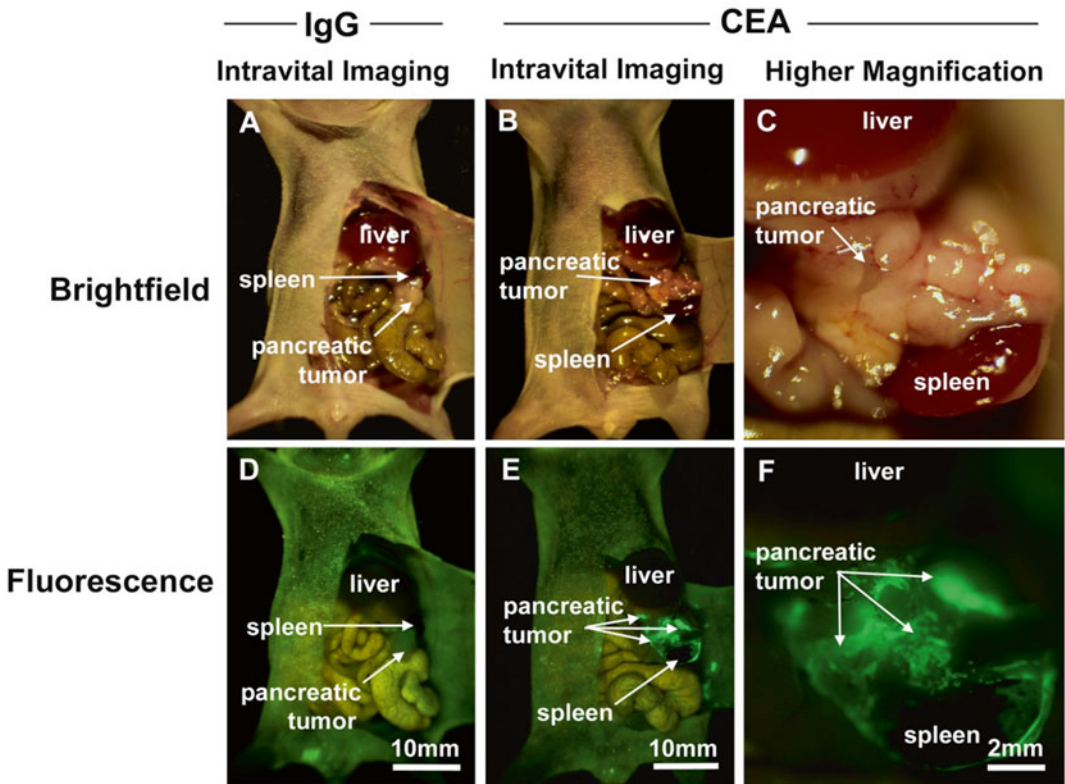 IgG
CEA
Intravital Imaging
Intravital Imaging
Higher Magnification
Brightfield
A
liver
spleen
pancreatic
tumor
B
liver
pancreatic
tumor
spleen
C
liver
pancreatic
tumor
spleen
Fluorescence
D
liver
spleen
pancreatic
tumor
10mm
E
liver
pancreatic
tumor
spleen
10mm
F
liver
pancreatic
tumor
spleen
2mm